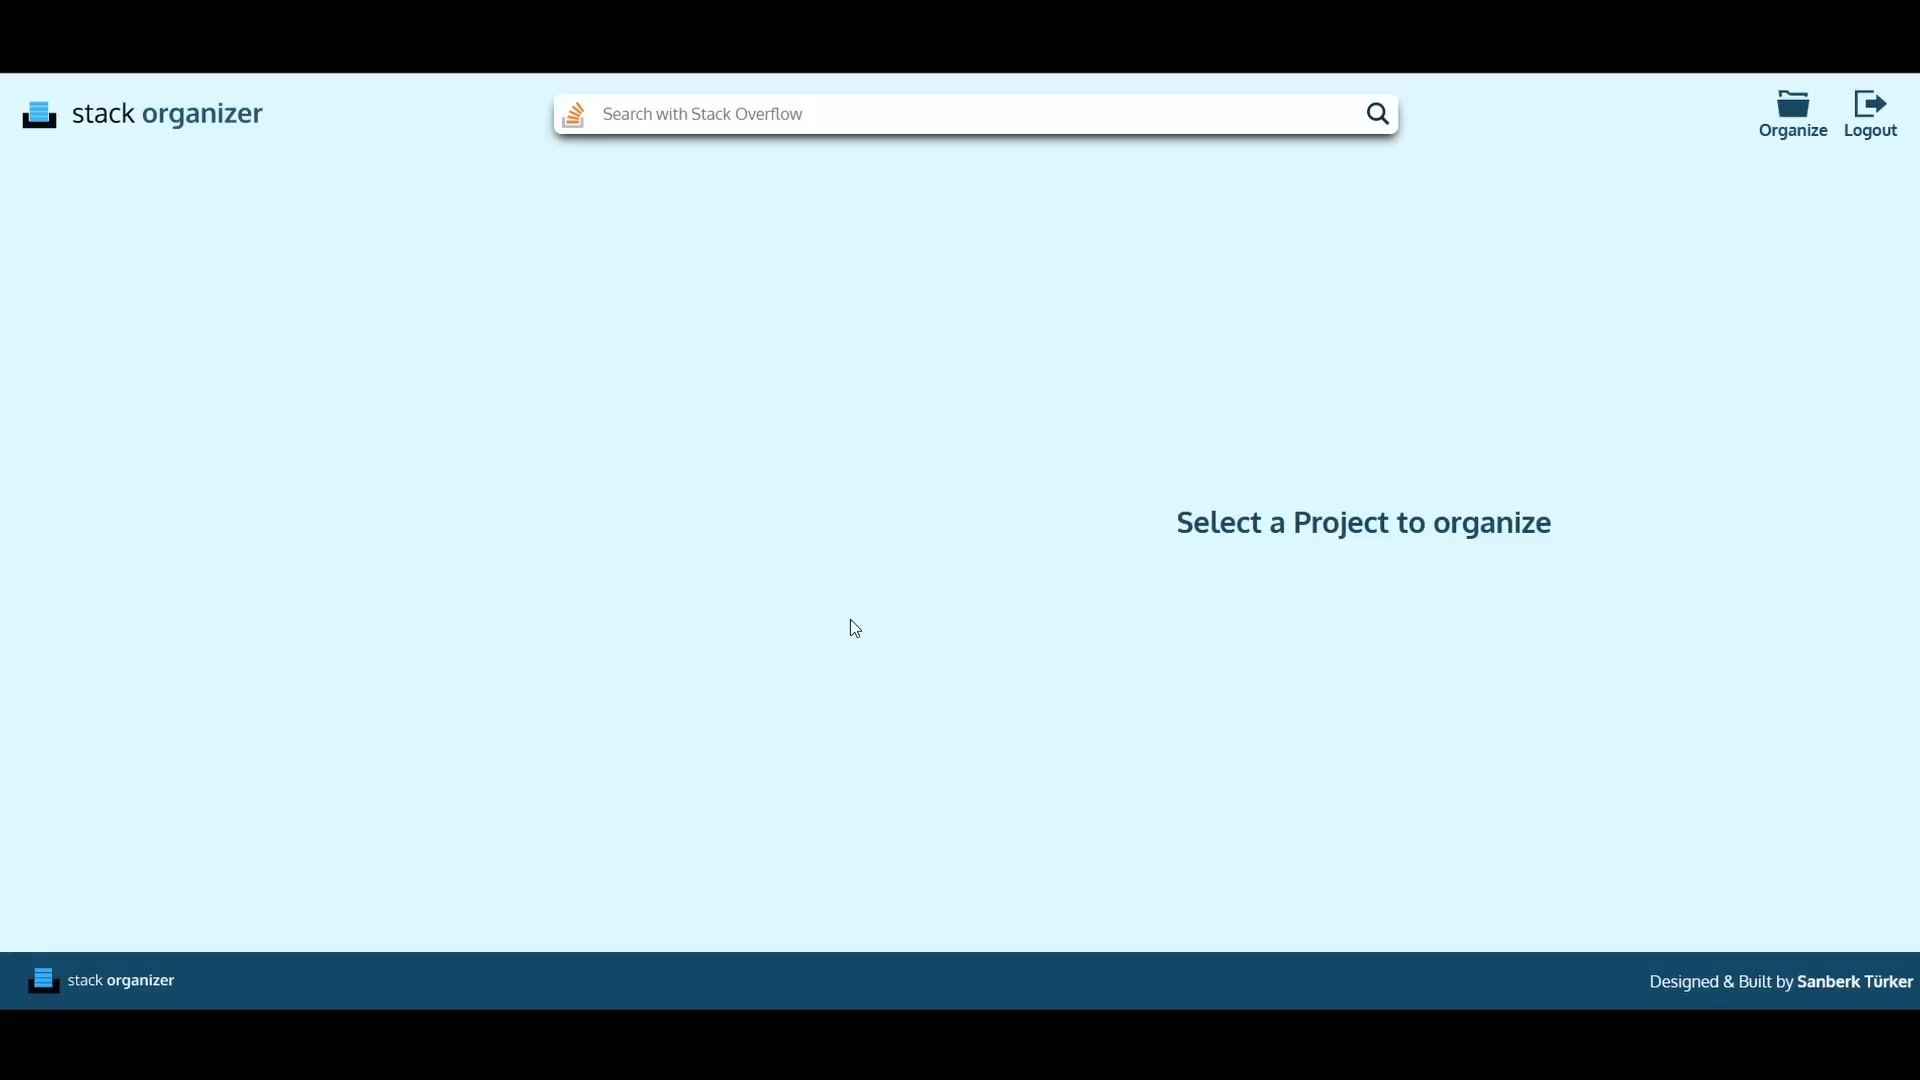 stack organizer
Search with Stack Overflow
Organize
Logout
Select a Project to organize
stack organizer
Designed & Built by Sanberk Türker